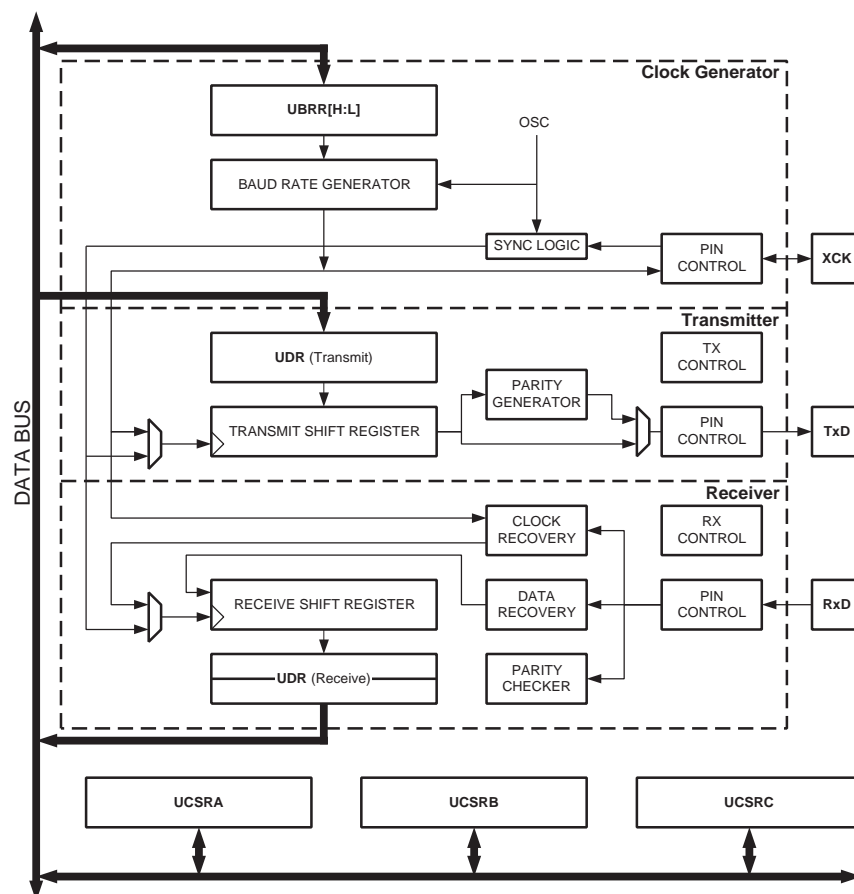 Clock Generator
UBRR[H:L]
OSC
BAUD RATE GENERATOR
SYNC LOGIC
PIN
CONTROL
XCK
Transmitter
UDR (Transmit)
TX
CONTROL
PARITY
GENERATOR
TRANSMIT SHIFT REGISTER
PIN
CONTROL
TxD
DATA BUS
Receiver
CLOCK
RECOVERY
RX
CONTROL
RECEIVE SHIFT REGISTER
DATA
RECOVERY
PIN
CONTROL
RxD
UDR (Receive)
PARITY
CHECKER
UCSRA
UCSRB
UCSRC